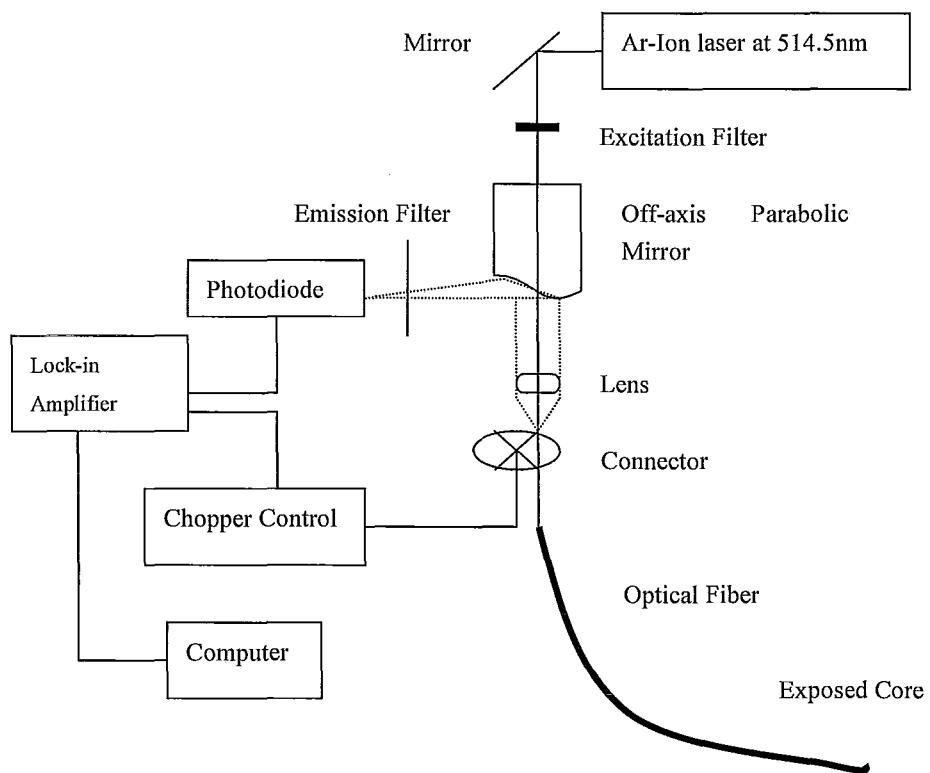 Mirror
Ar-Ion laser at 514.5nm
Excitation Filter
Emission Filter
Off-axis Parabolic
Mirror
Photodiode
Lock-in
Amplifier
Lens
Connector
Chopper Control
Optical Fiber
Computer
Exposed Core